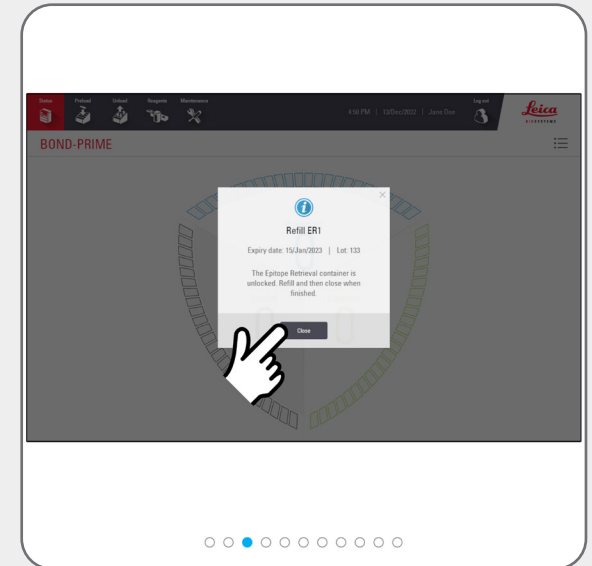 Status Preload Unload Reagents Maintenance
4:56 PM | 12/Dec/2022 | Jane Doe
Log out
Leica
BIOSYSTEMS
BOND-PRIME
Refill ER1
Expiry date: 15/Jan/2023 | Lot: 133
The Epitope Retrieval container is
unlocked. Refill and then close when
finished.
Close